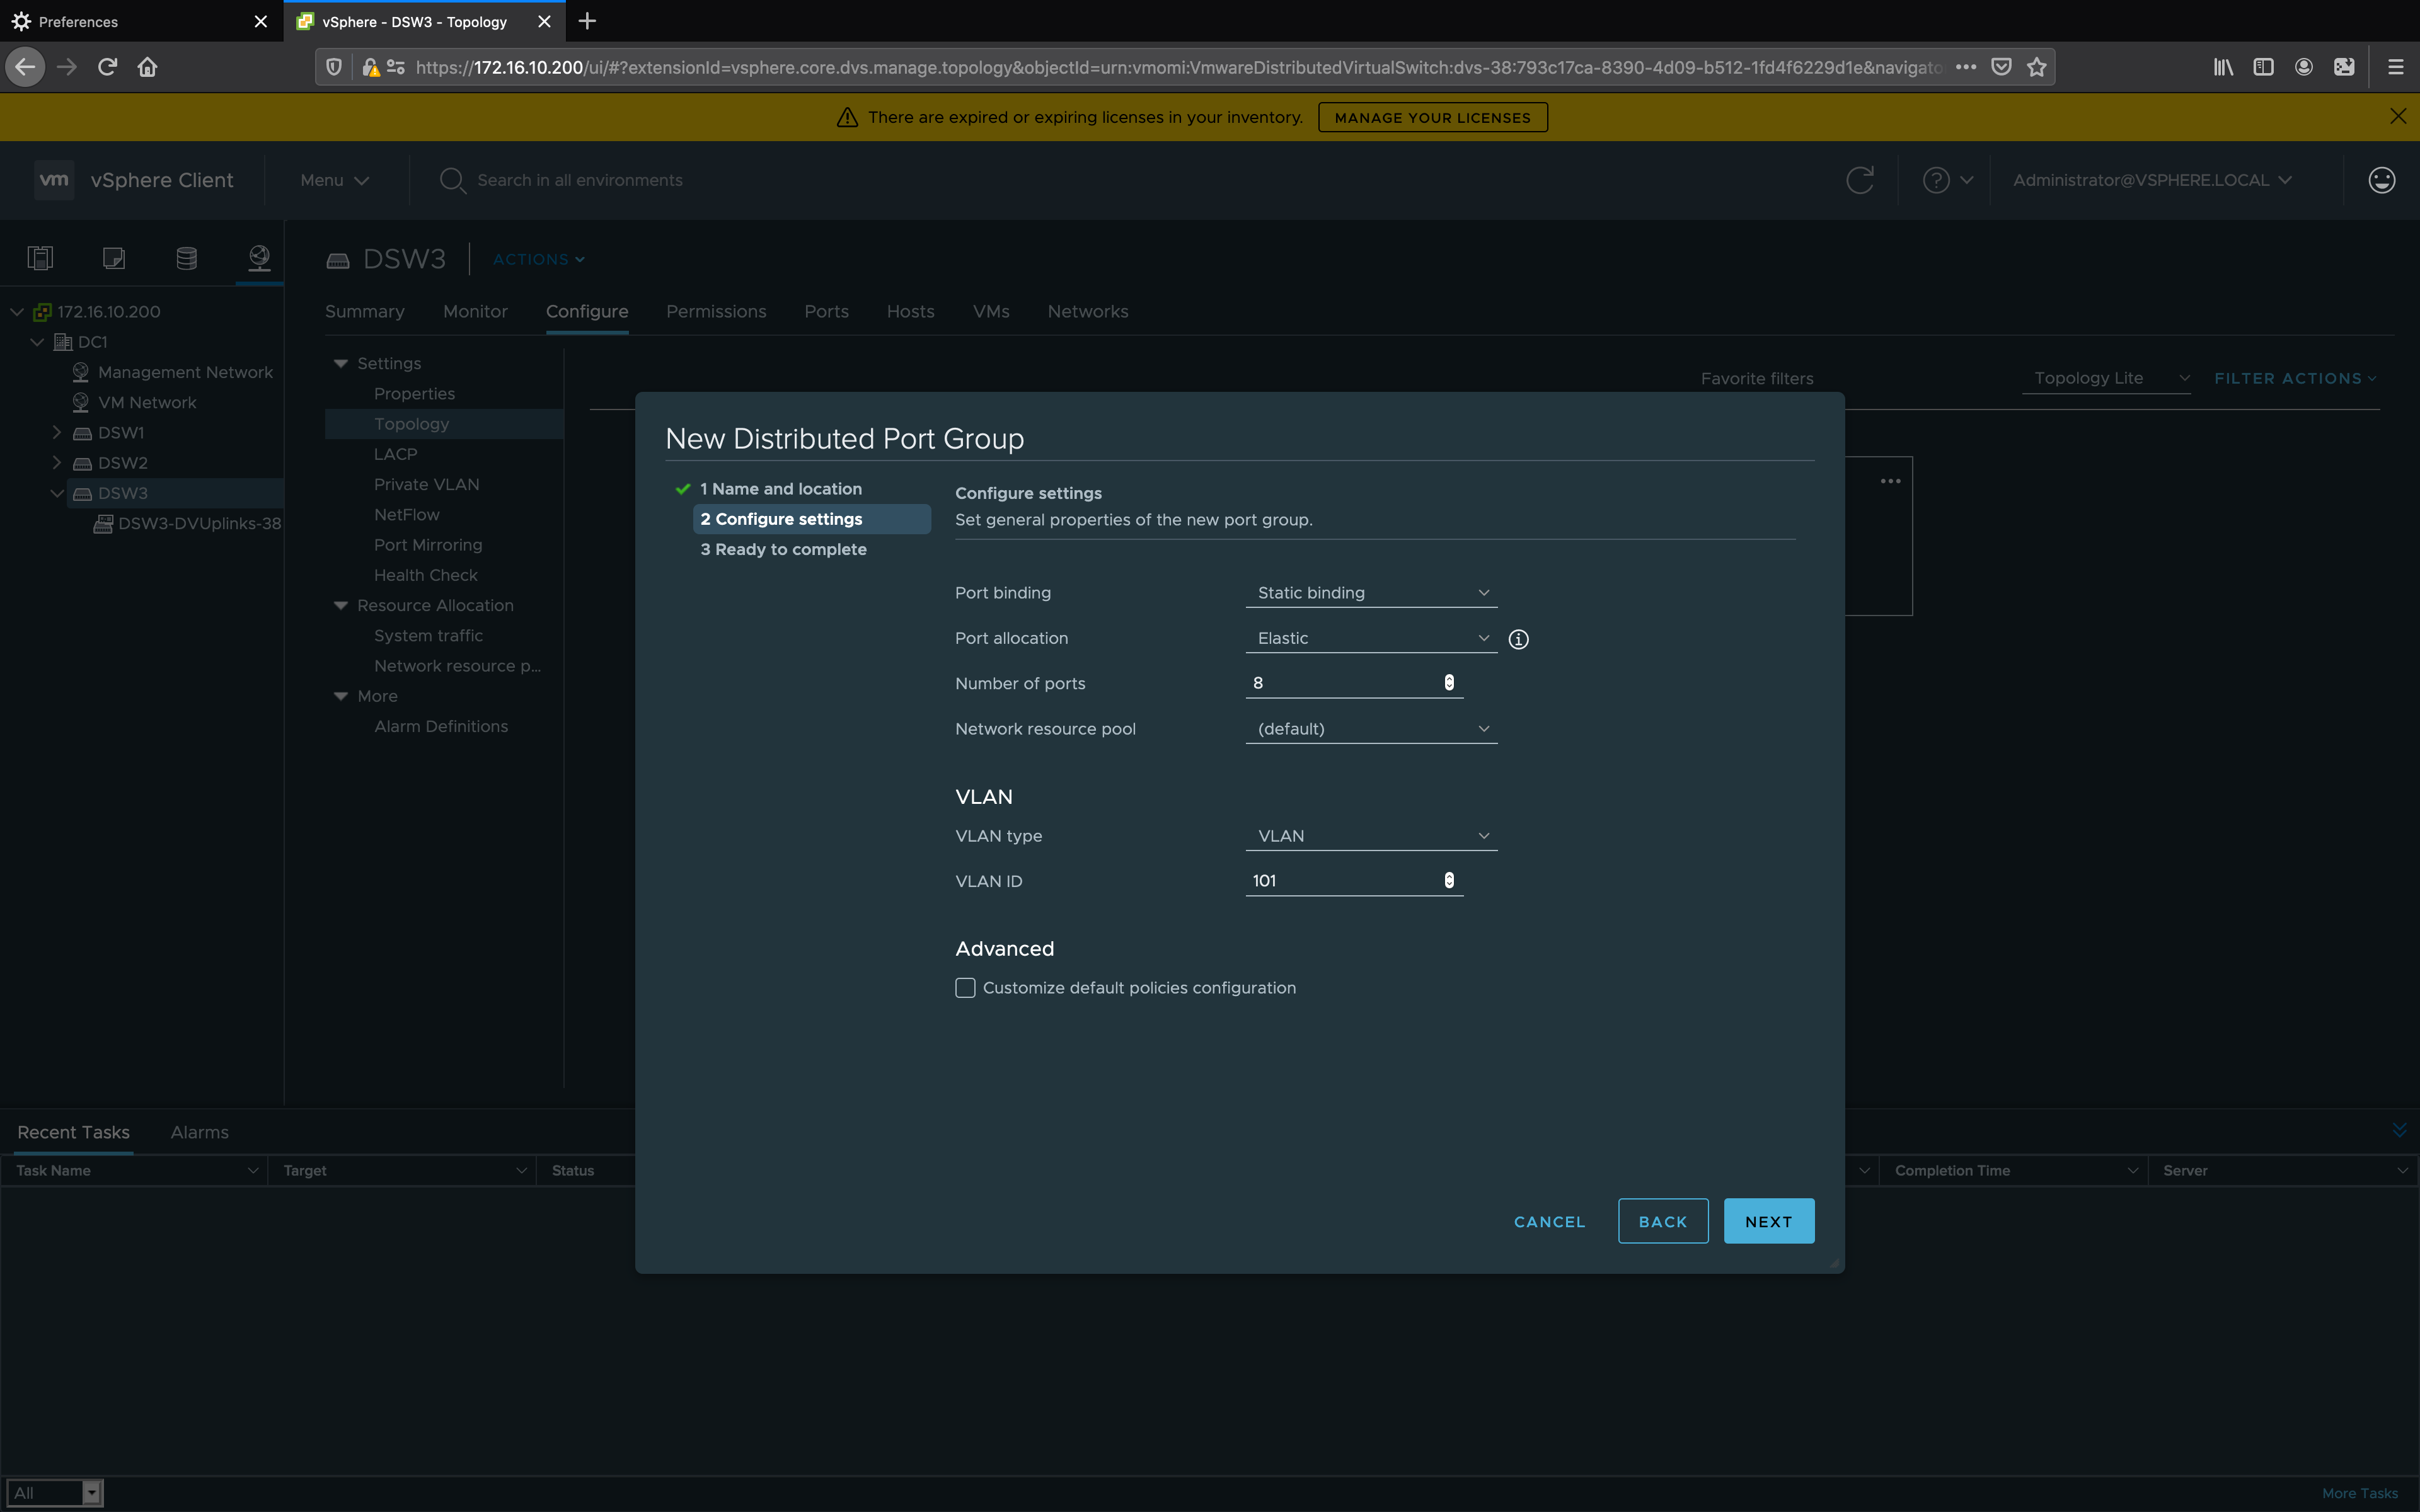 Preferences
vSphere - DSW3 - Topology
https://172.16.10.200/ui/#?extensionId=vsphere.core.dvs.manage.topology&objectId=urn:vmomi:VmwareDistributedVirtualSwitch:dvs-38:793c17ca-8390-4d09-b512-1fd4f6229d1e&navigato
There are expired or expiring licenses in your inventory. MANAGE YOUR LICENSES
vm vSphere Client Menu Search in all environments Administrator@VSPHERE.LOCAL
DSW3 ACTIONS
Summary Monitor Configure Permissions Ports Hosts VMs Networks
172.16.10.200
DC1
Management Network
VM Network
DSW1
DSW2
DSW3
DSW3-DVUplinks-38
Settings
Properties
Topology
LACP
Private VLAN
NetFlow
Port Mirroring
Health Check
Resource Allocation
System traffic
Network resource p...
More
Alarm Definitions
Favorite filters Topology Lite FILTER ACTIONS
New Distributed Port Group
1 Name and location
2 Configure settings
3 Ready to complete
Configure settings
Set general properties of the new port group.
Port binding Static binding
Port allocation Elastic
Number of ports 8
Network resource pool (default)
VLAN
VLAN type VLAN
VLAN ID 101
Advanced
Customize default policies configuration
CANCEL BACK NEXT
Recent Tasks Alarms
Task Name Target Status Completion Time Server
All More Tasks